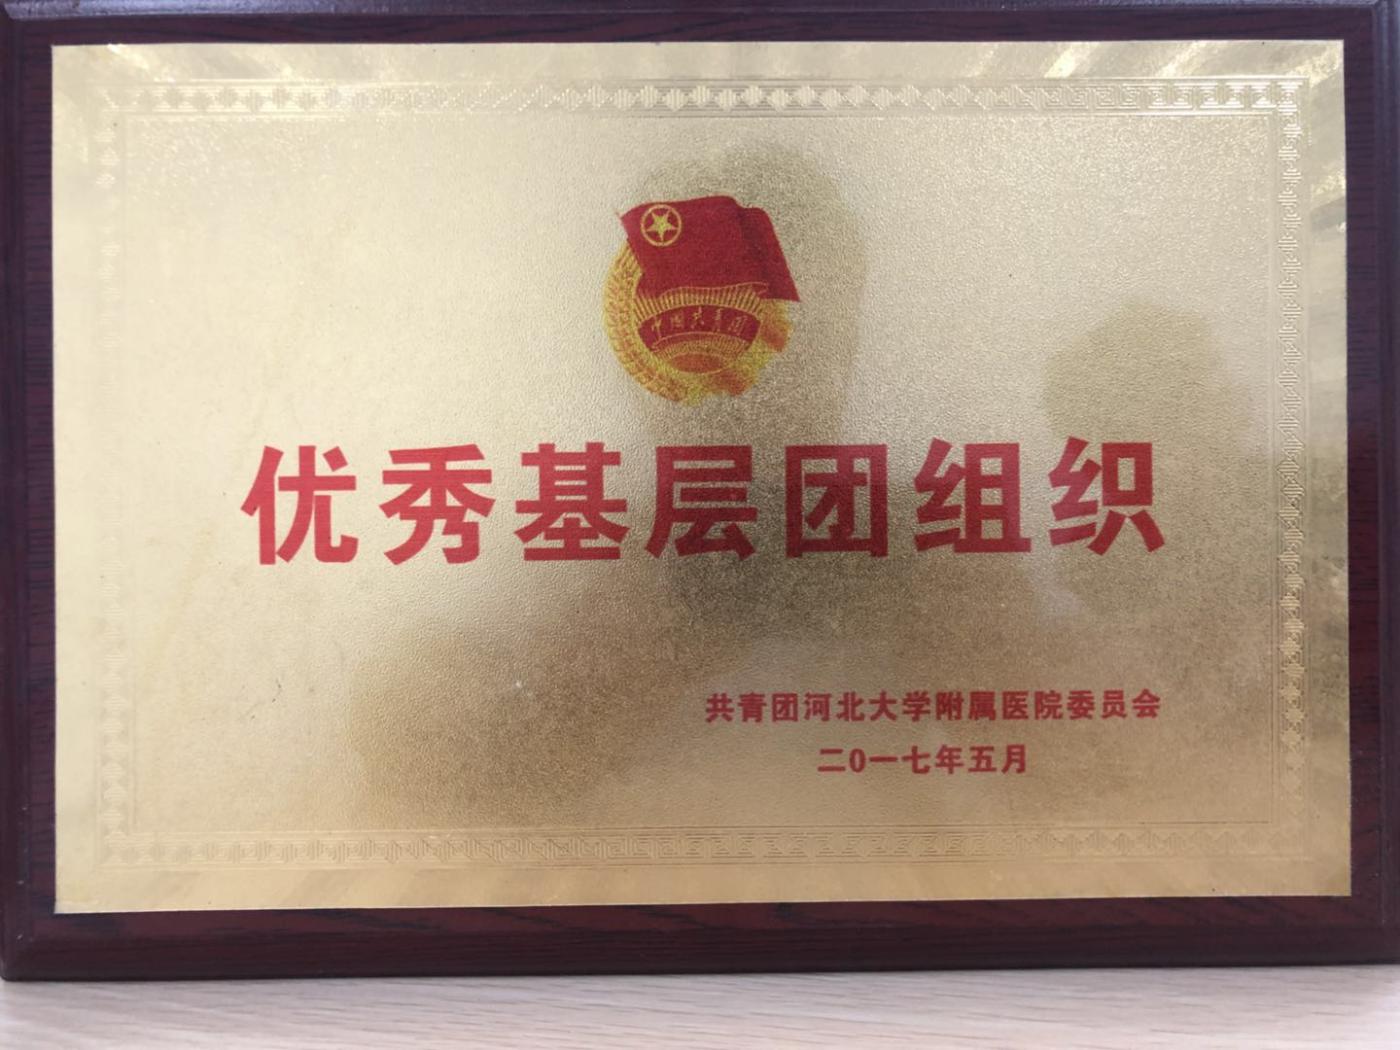 中国共青团
优秀基层团组织
共青团河北大学附属医院委员会
二0一七年五月